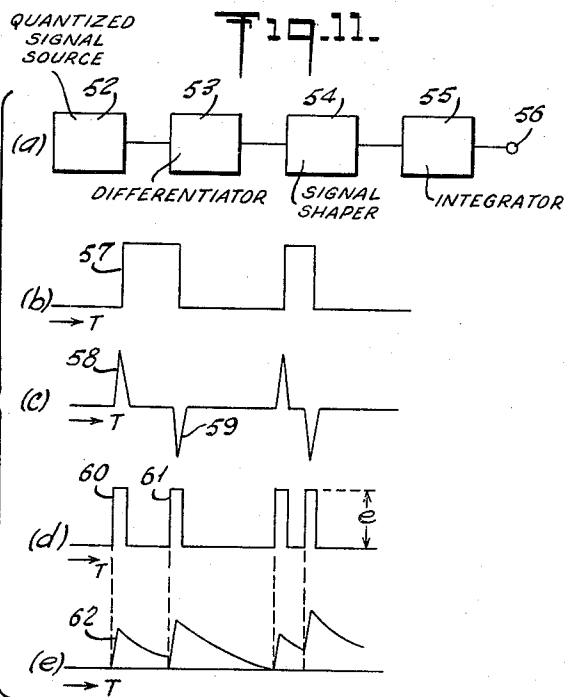 Fig.11.
QUANTIZED
SIGNAL
SOURCE
52
53
54
55
56
(a)
DIFFERENTIATOR
SIGNAL
SHAPER
INTEGRATOR
57
(b)
T
58
(c)
T
59
60
61
e
(d)
T
62
(e)
T